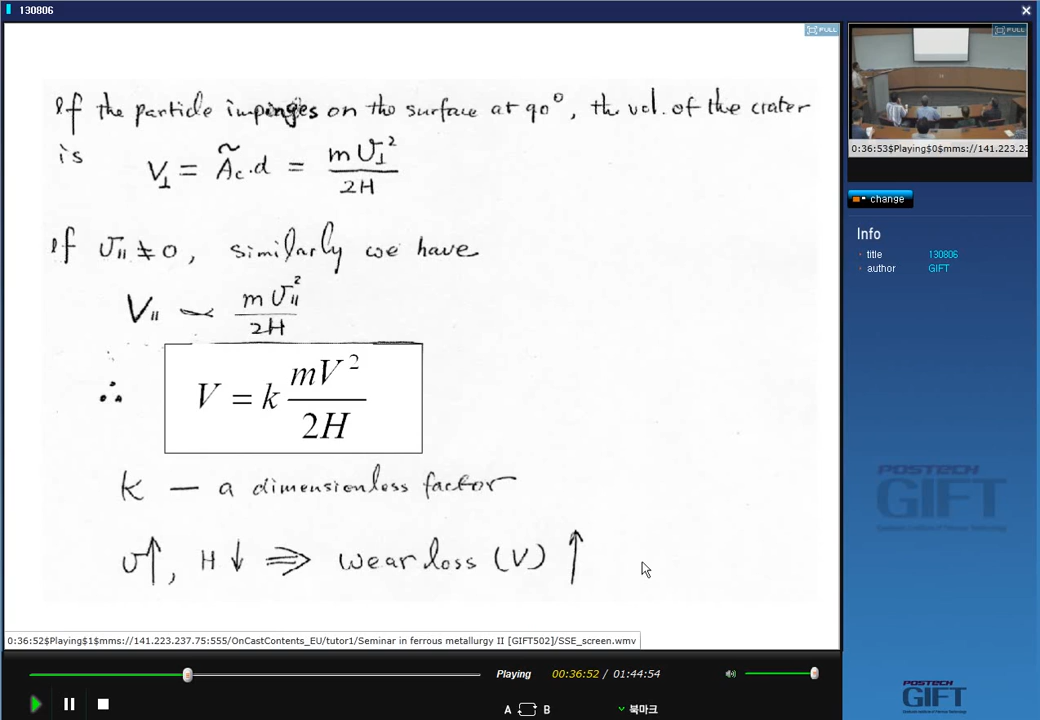 130806
FULL
If the particle impinges on the surface at 90°, the vol. of the crater
is V⊥ = Ãc.d = mv⊥² / 2H
If v∥ ≠ 0, similarly we have
V∥ ~ mv∥² / 2H
∴ V = k mV² / 2H
K — a dimensionless factor
v↑, H↓ ⇒ wear loss (V) ↑
0:36:52$Playing$1$mms://141.223.237.75:555/OnCastContents_EU/tutor1/Seminar in ferrous metallurgy II [GIFT502]/SSE_screen.wmv
Playing 00:36:52 / 01:44:54
A B 북마크
FULL
0:36:53$Playing$0$mms://141.223.23
change
Info
title 130806
author GIFT
POSTECH
GIFT
POSTECH
GIFT